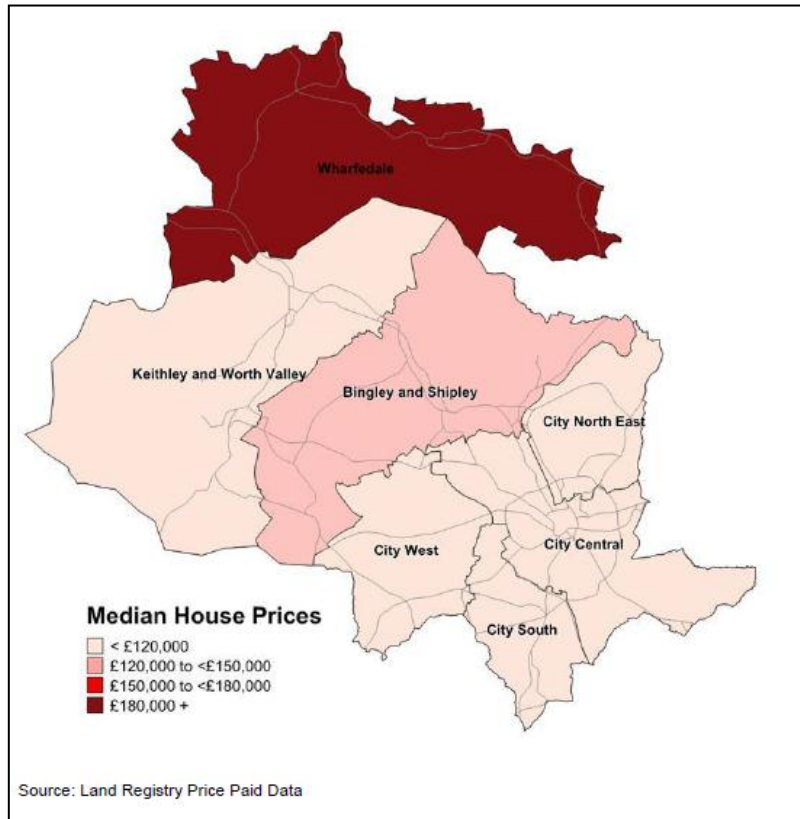 Wharfedale
Keithley and Worth Valley
Bingley and Shipley
City North East
City West
City Central
City South
Median House Prices
< £120,000
£120,000 to <£150,000
£150,000 to <£180,000
£180,000 +
Source: Land Registry Price Paid Data